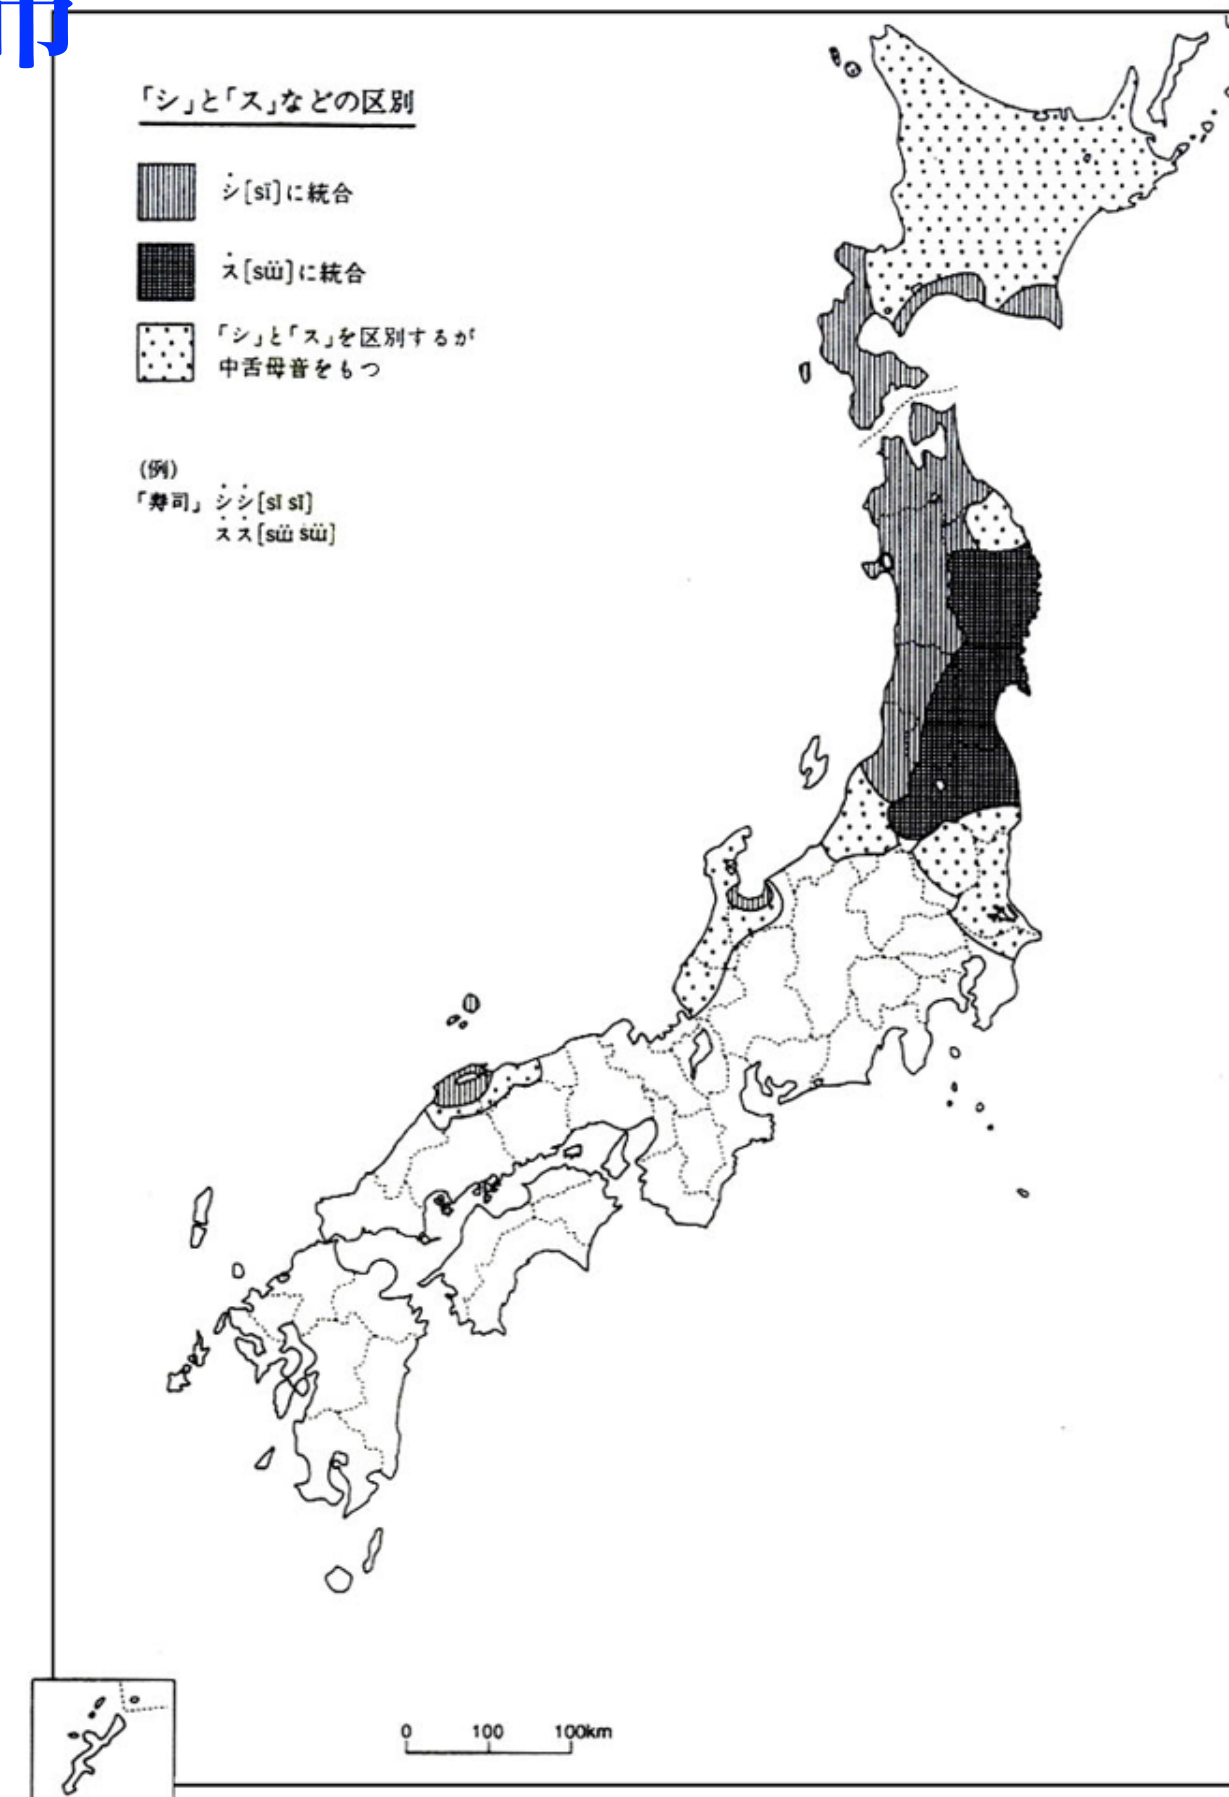 市
「シ」と「ス」などの区別
シ[sï]に統合
ス[sɯ̈]に統合
「シ」と「ス」を区別するが
中舌母音をもつ
(例)
「寿司」シシ[sï sï]
スス[sɯ̈ sɯ̈]
0 100 100km